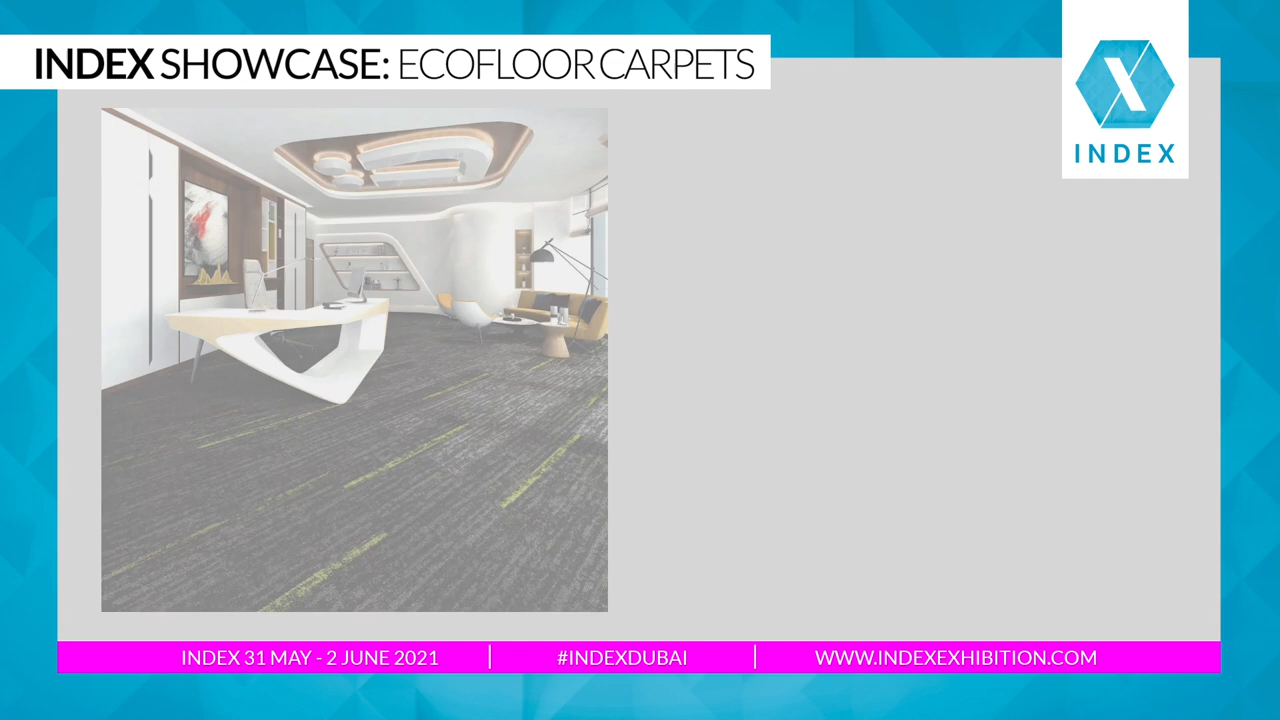 INDEX SHOWCASE: ECOFLOOR CARPETS
INDEX
INDEX 31 MAY - 2 JUNE 2021
#INDEXDUBAI
WWW.INDEXEXHIBITION.COM